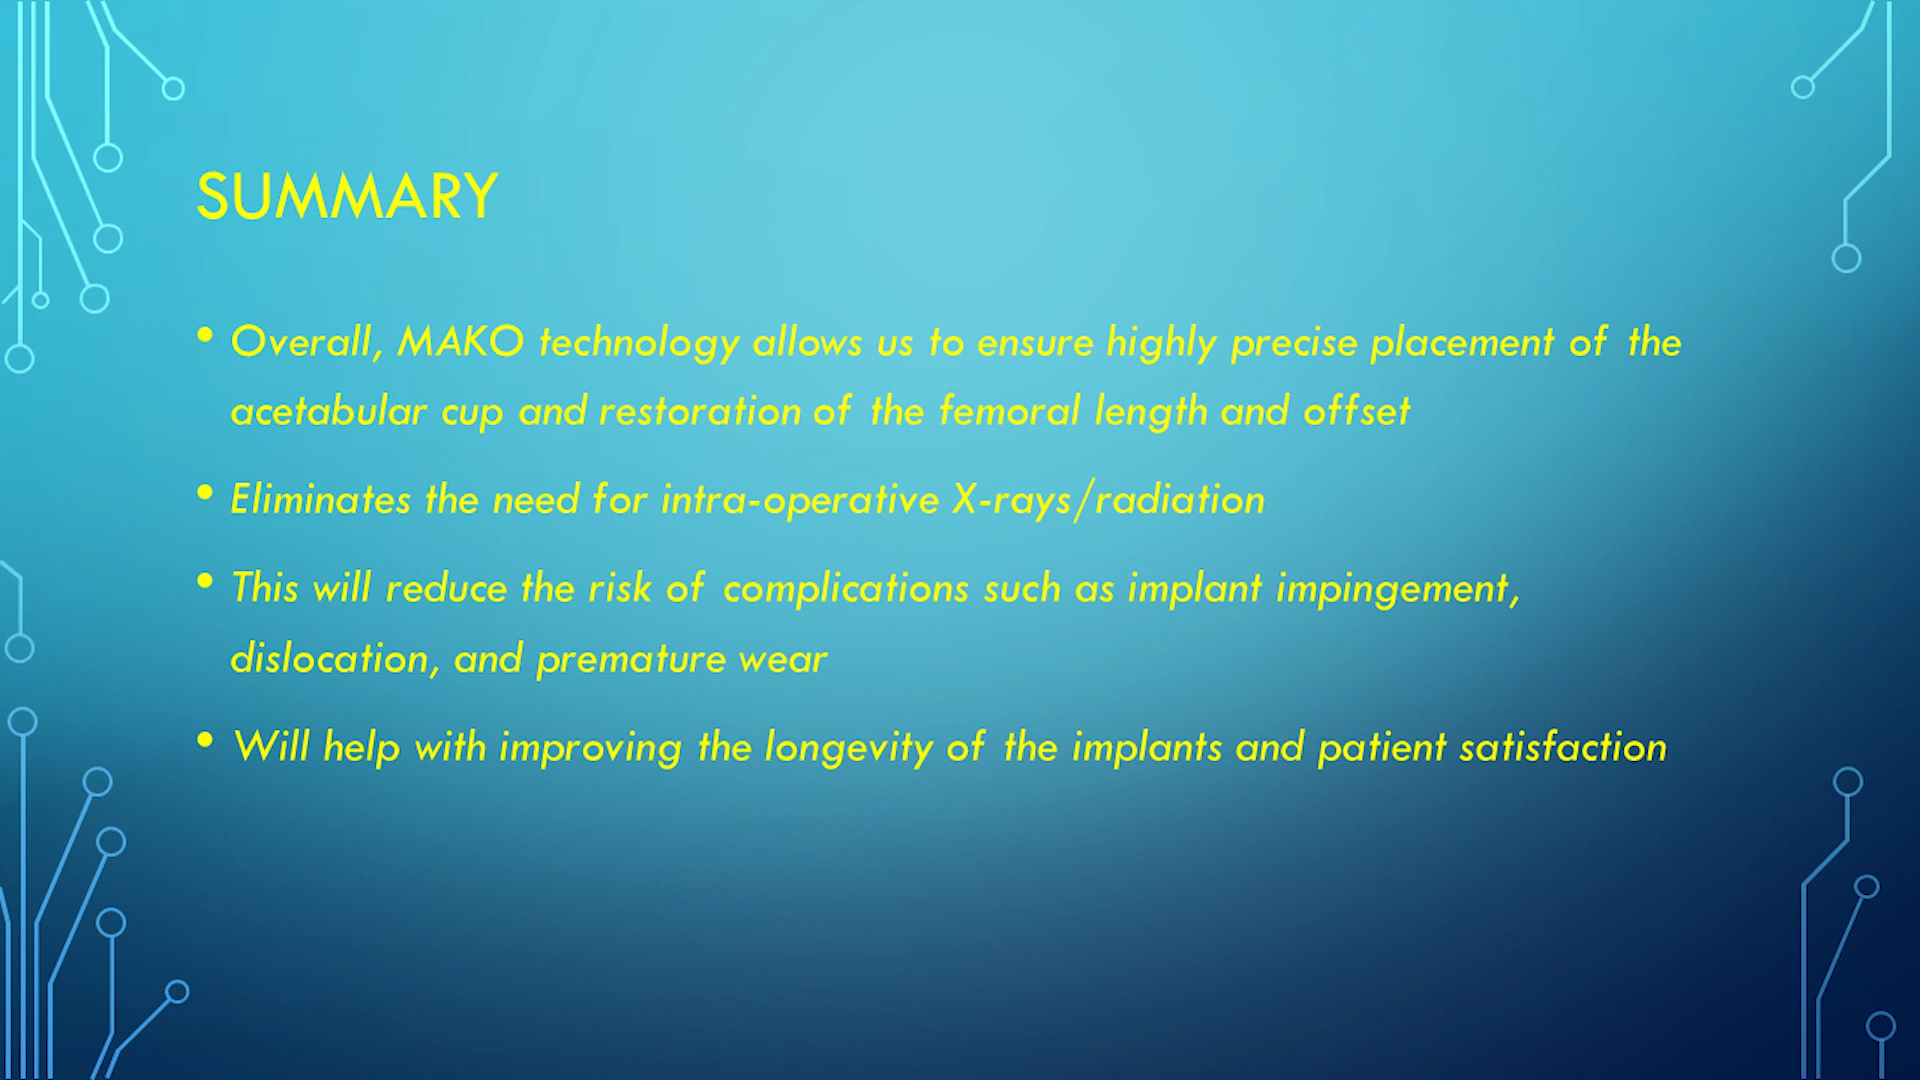 SUMMARY
• Overall, MAKO technology allows us to ensure highly precise placement of the
acetabular cup and restoration of the femoral length and offset
• Eliminates the need for intra-operative X-rays/radiation
• This will reduce the risk of complications such as implant impingement,
dislocation, and premature wear
• Will help with improving the longevity of the implants and patient satisfaction